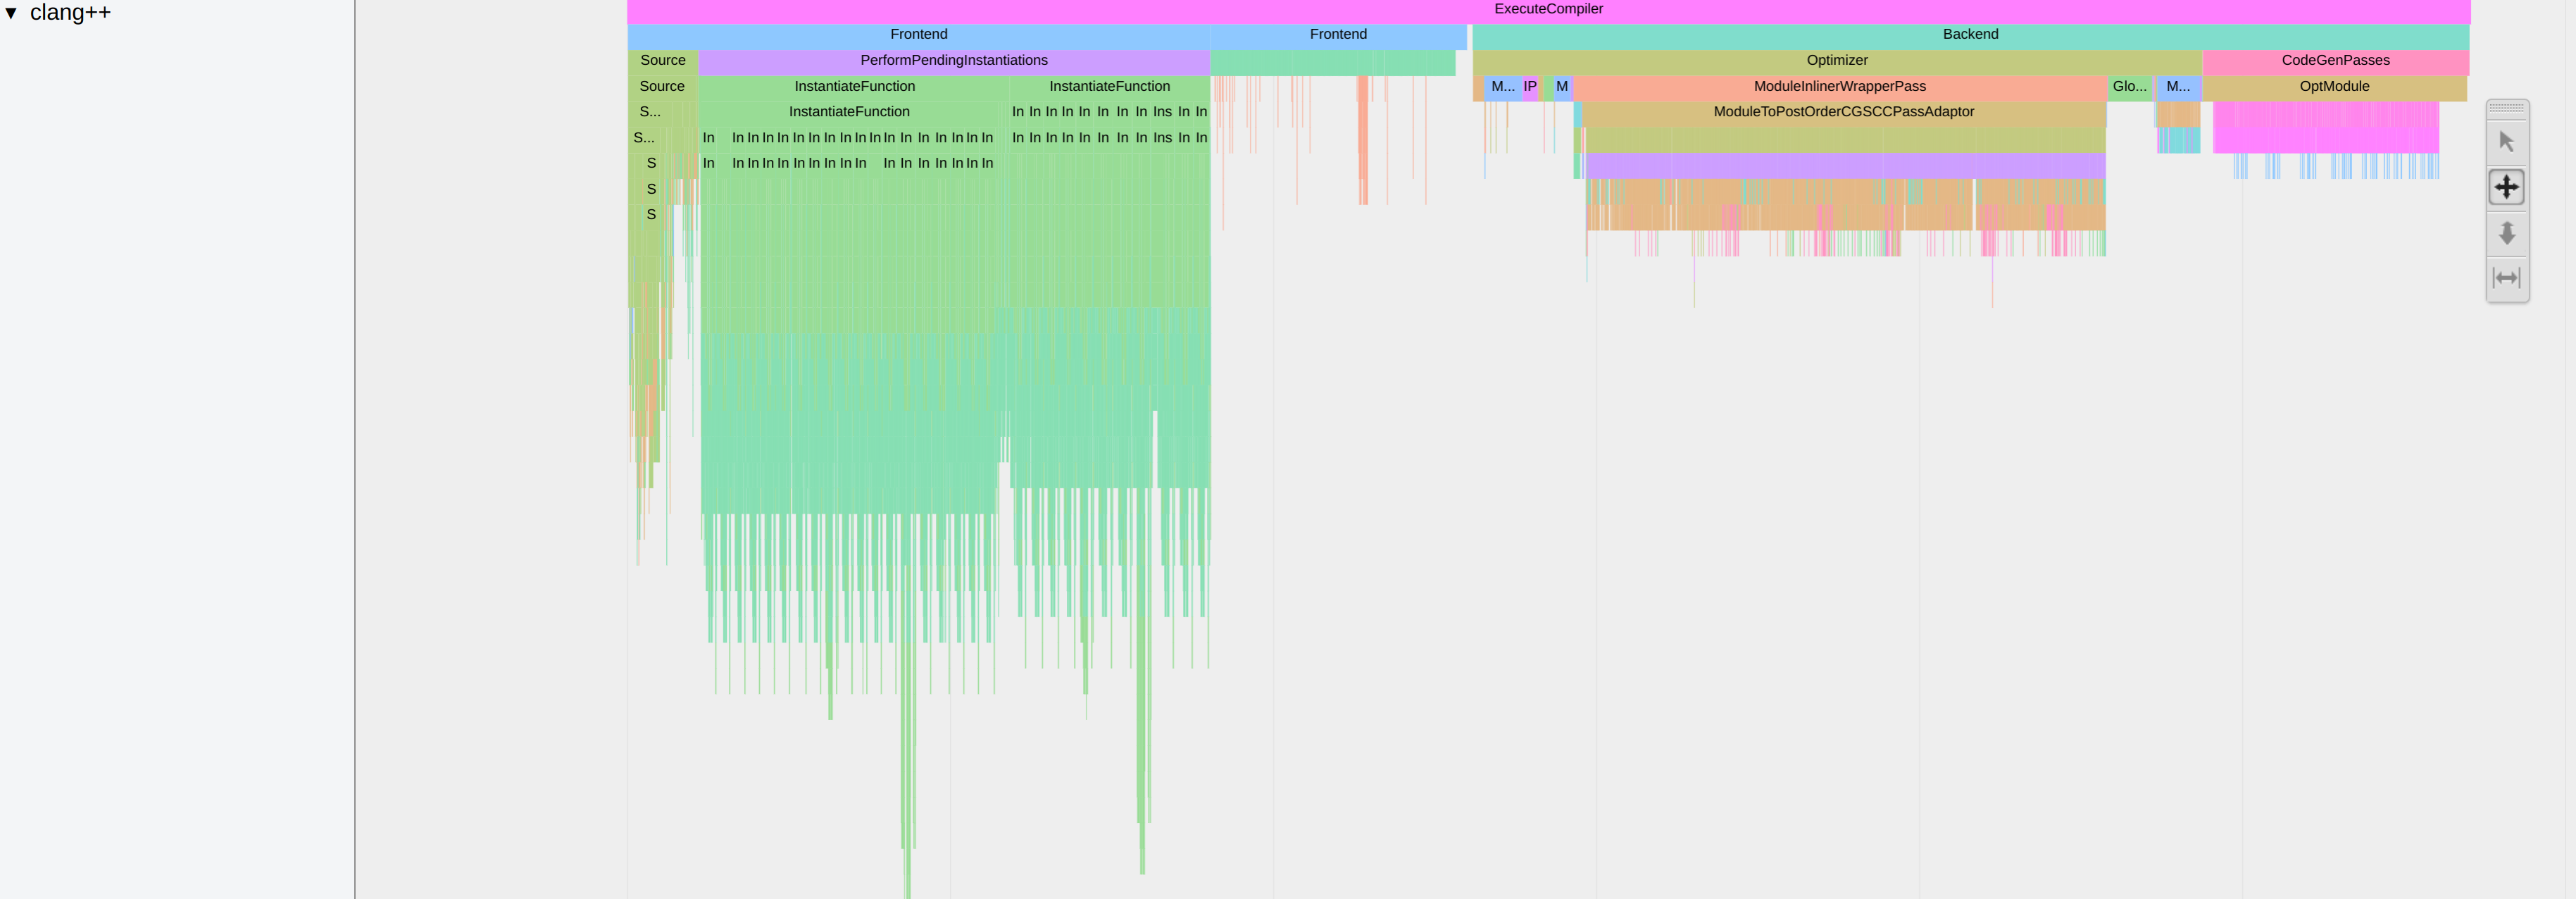 ▼ clang++
ExecuteCompiler
Frontend Frontend Backend
Source PerformPendingInstantiations Optimizer CodeGenPasses
Source InstantiateFunction InstantiateFunction M... IP M ModuleInlinerWrapperPass Glo... M... OptModule
S... InstantiateFunction In In In In In In In In Ins In In ModuleToPostOrderCGSCCPassAdaptor
S... In In In In In In In In In In In In In In In In In In In In In In In In In In Ins In In
S In In In In In In In In In In In In In In In In In
S
S